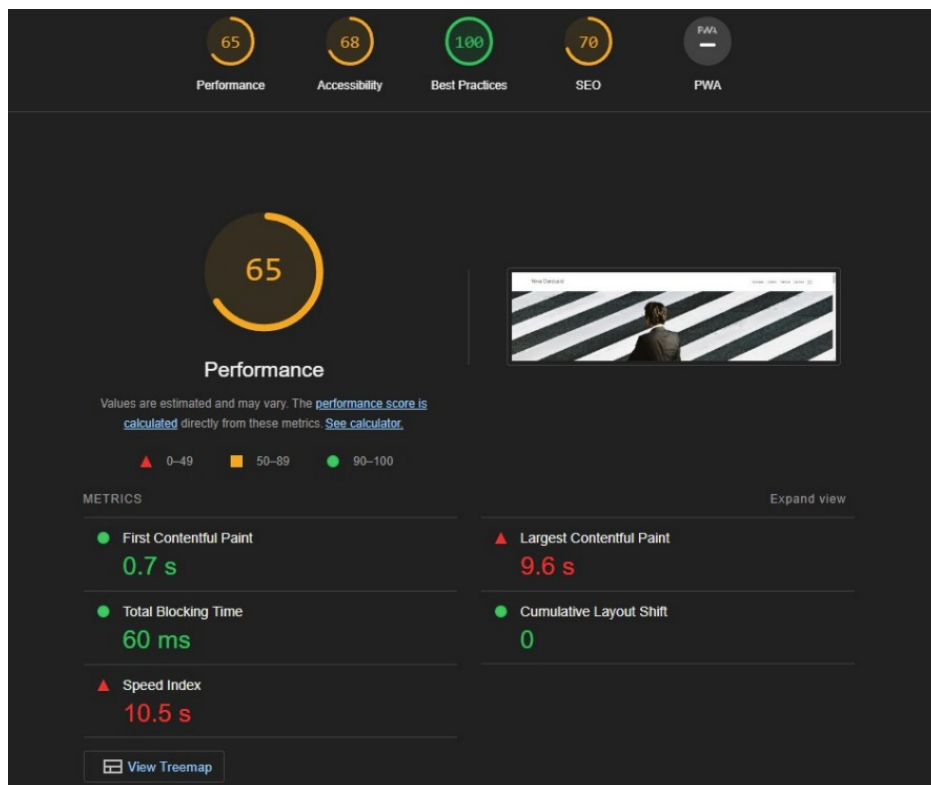 65
68
100
70
PWA
Performance
Accessibility
Best Practices
SEO
PWA
65
Performance
Values are estimated and may vary. The performance score is
calculated directly from these metrics. See calculator.
0–49
50–89
90–100
METRICS
Expand view
First Contentful Paint
0.7 s
Largest Contentful Paint
9.6 s
Total Blocking Time
60 ms
Cumulative Layout Shift
0
Speed Index
10.5 s
View Treemap